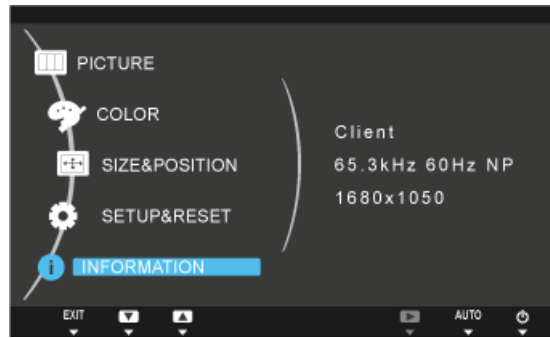 PICTURE
COLOR
SIZE&POSITION
SETUP&RESET
INFORMATION
Client
65.3kHz 60Hz NP
1680x1050
EXIT
AUTO